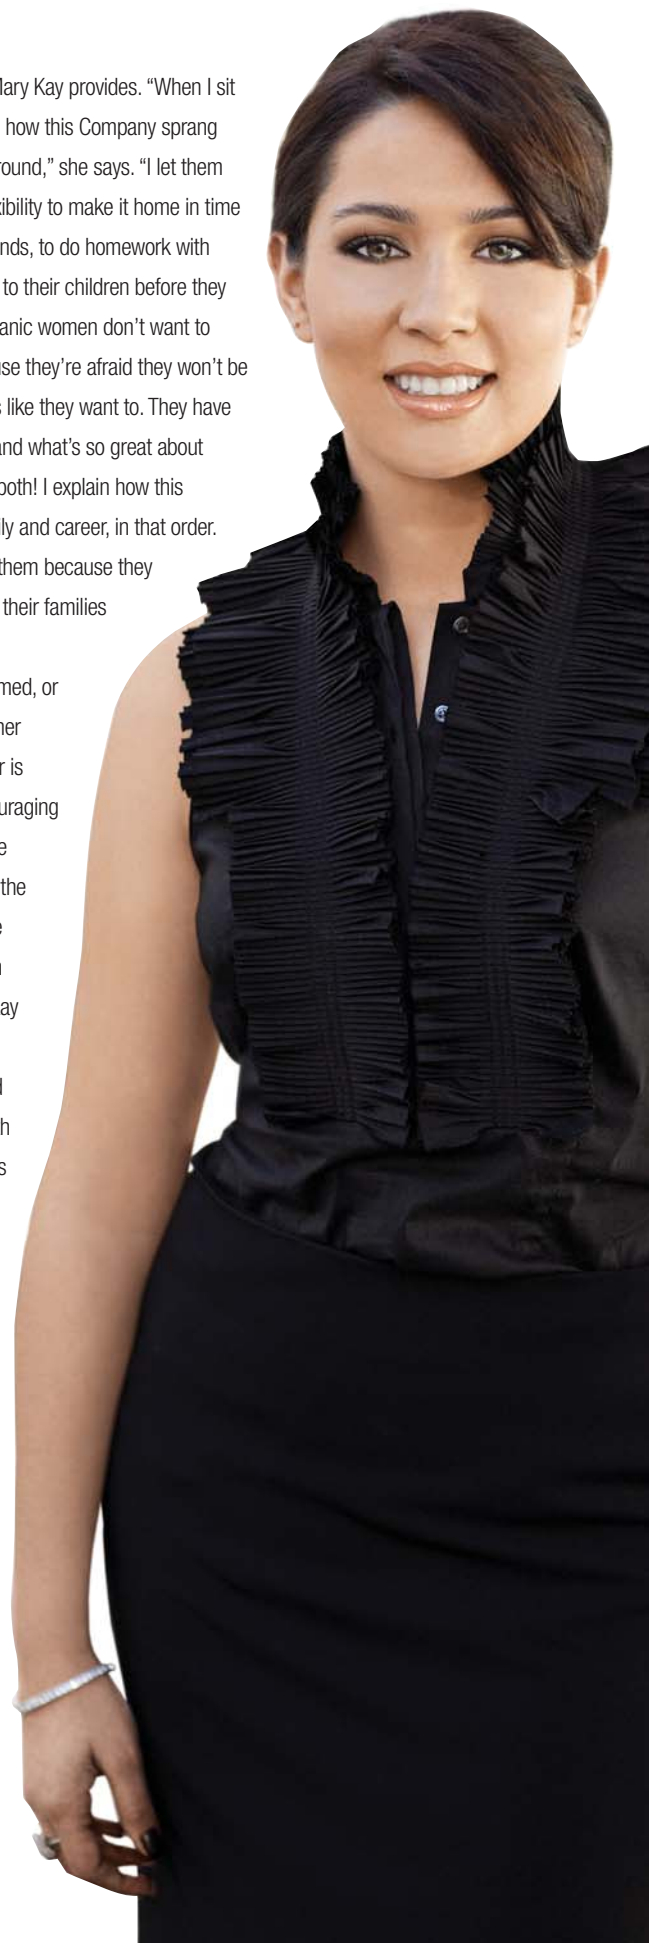 Mary Kay provides. “When I sit
how this Company sprang
round,” she says. “I let them
ibility to make it home in time
nds, to do homework with
to their children before they
anic women don’t want to
use they’re afraid they won’t be
s like they want to. They have
and what’s so great about
both! I explain how this
ly and career, in that order.
them because they
their families
med, or
her
r is
uraging
e
the
e
n
ay
d
h
s